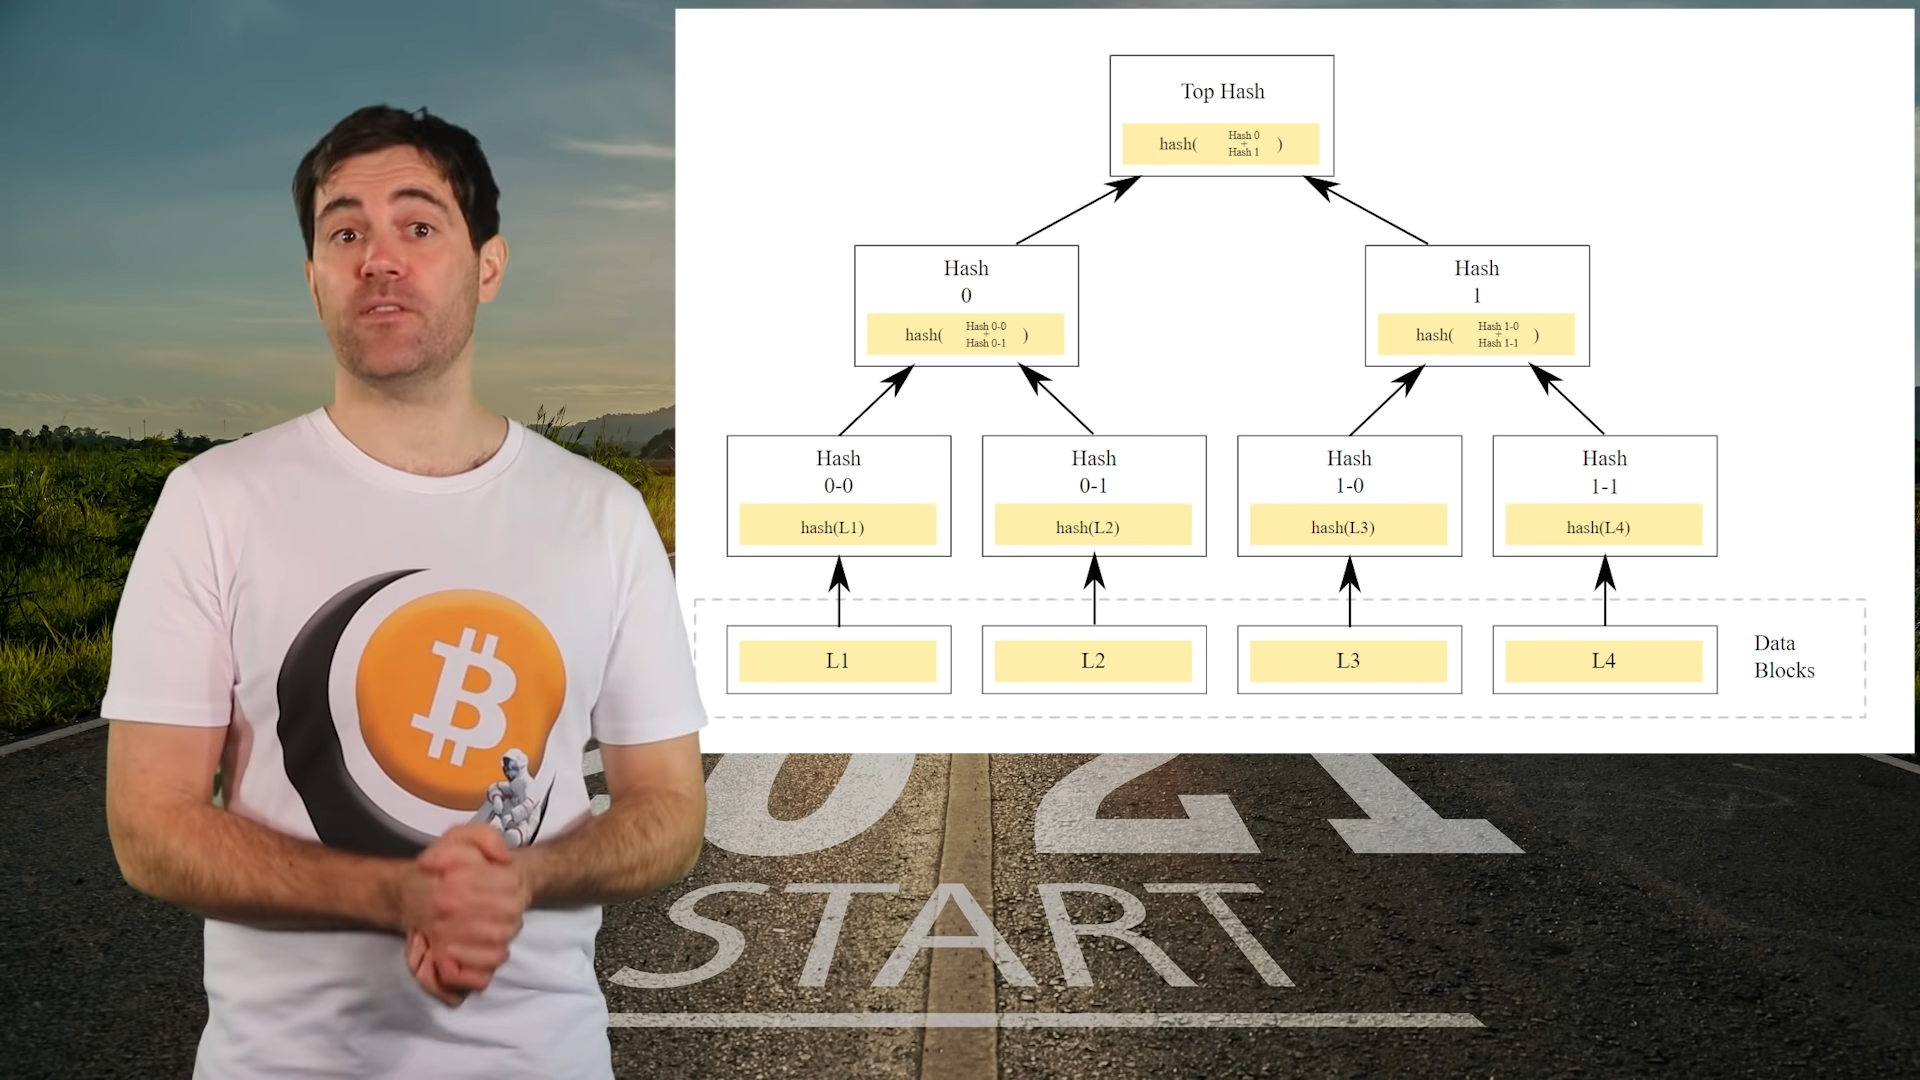 Top Hash
hash( Hash 0 + Hash 1 )
Hash
0
hash( Hash 0-0 + Hash 0-1 )
Hash
1
hash( Hash 1-0 + Hash 1-1 )
Hash
0-0
hash(L1)
Hash
0-1
hash(L2)
Hash
1-0
hash(L3)
Hash
1-1
hash(L4)
L1
L2
L3
L4
Data
Blocks
START